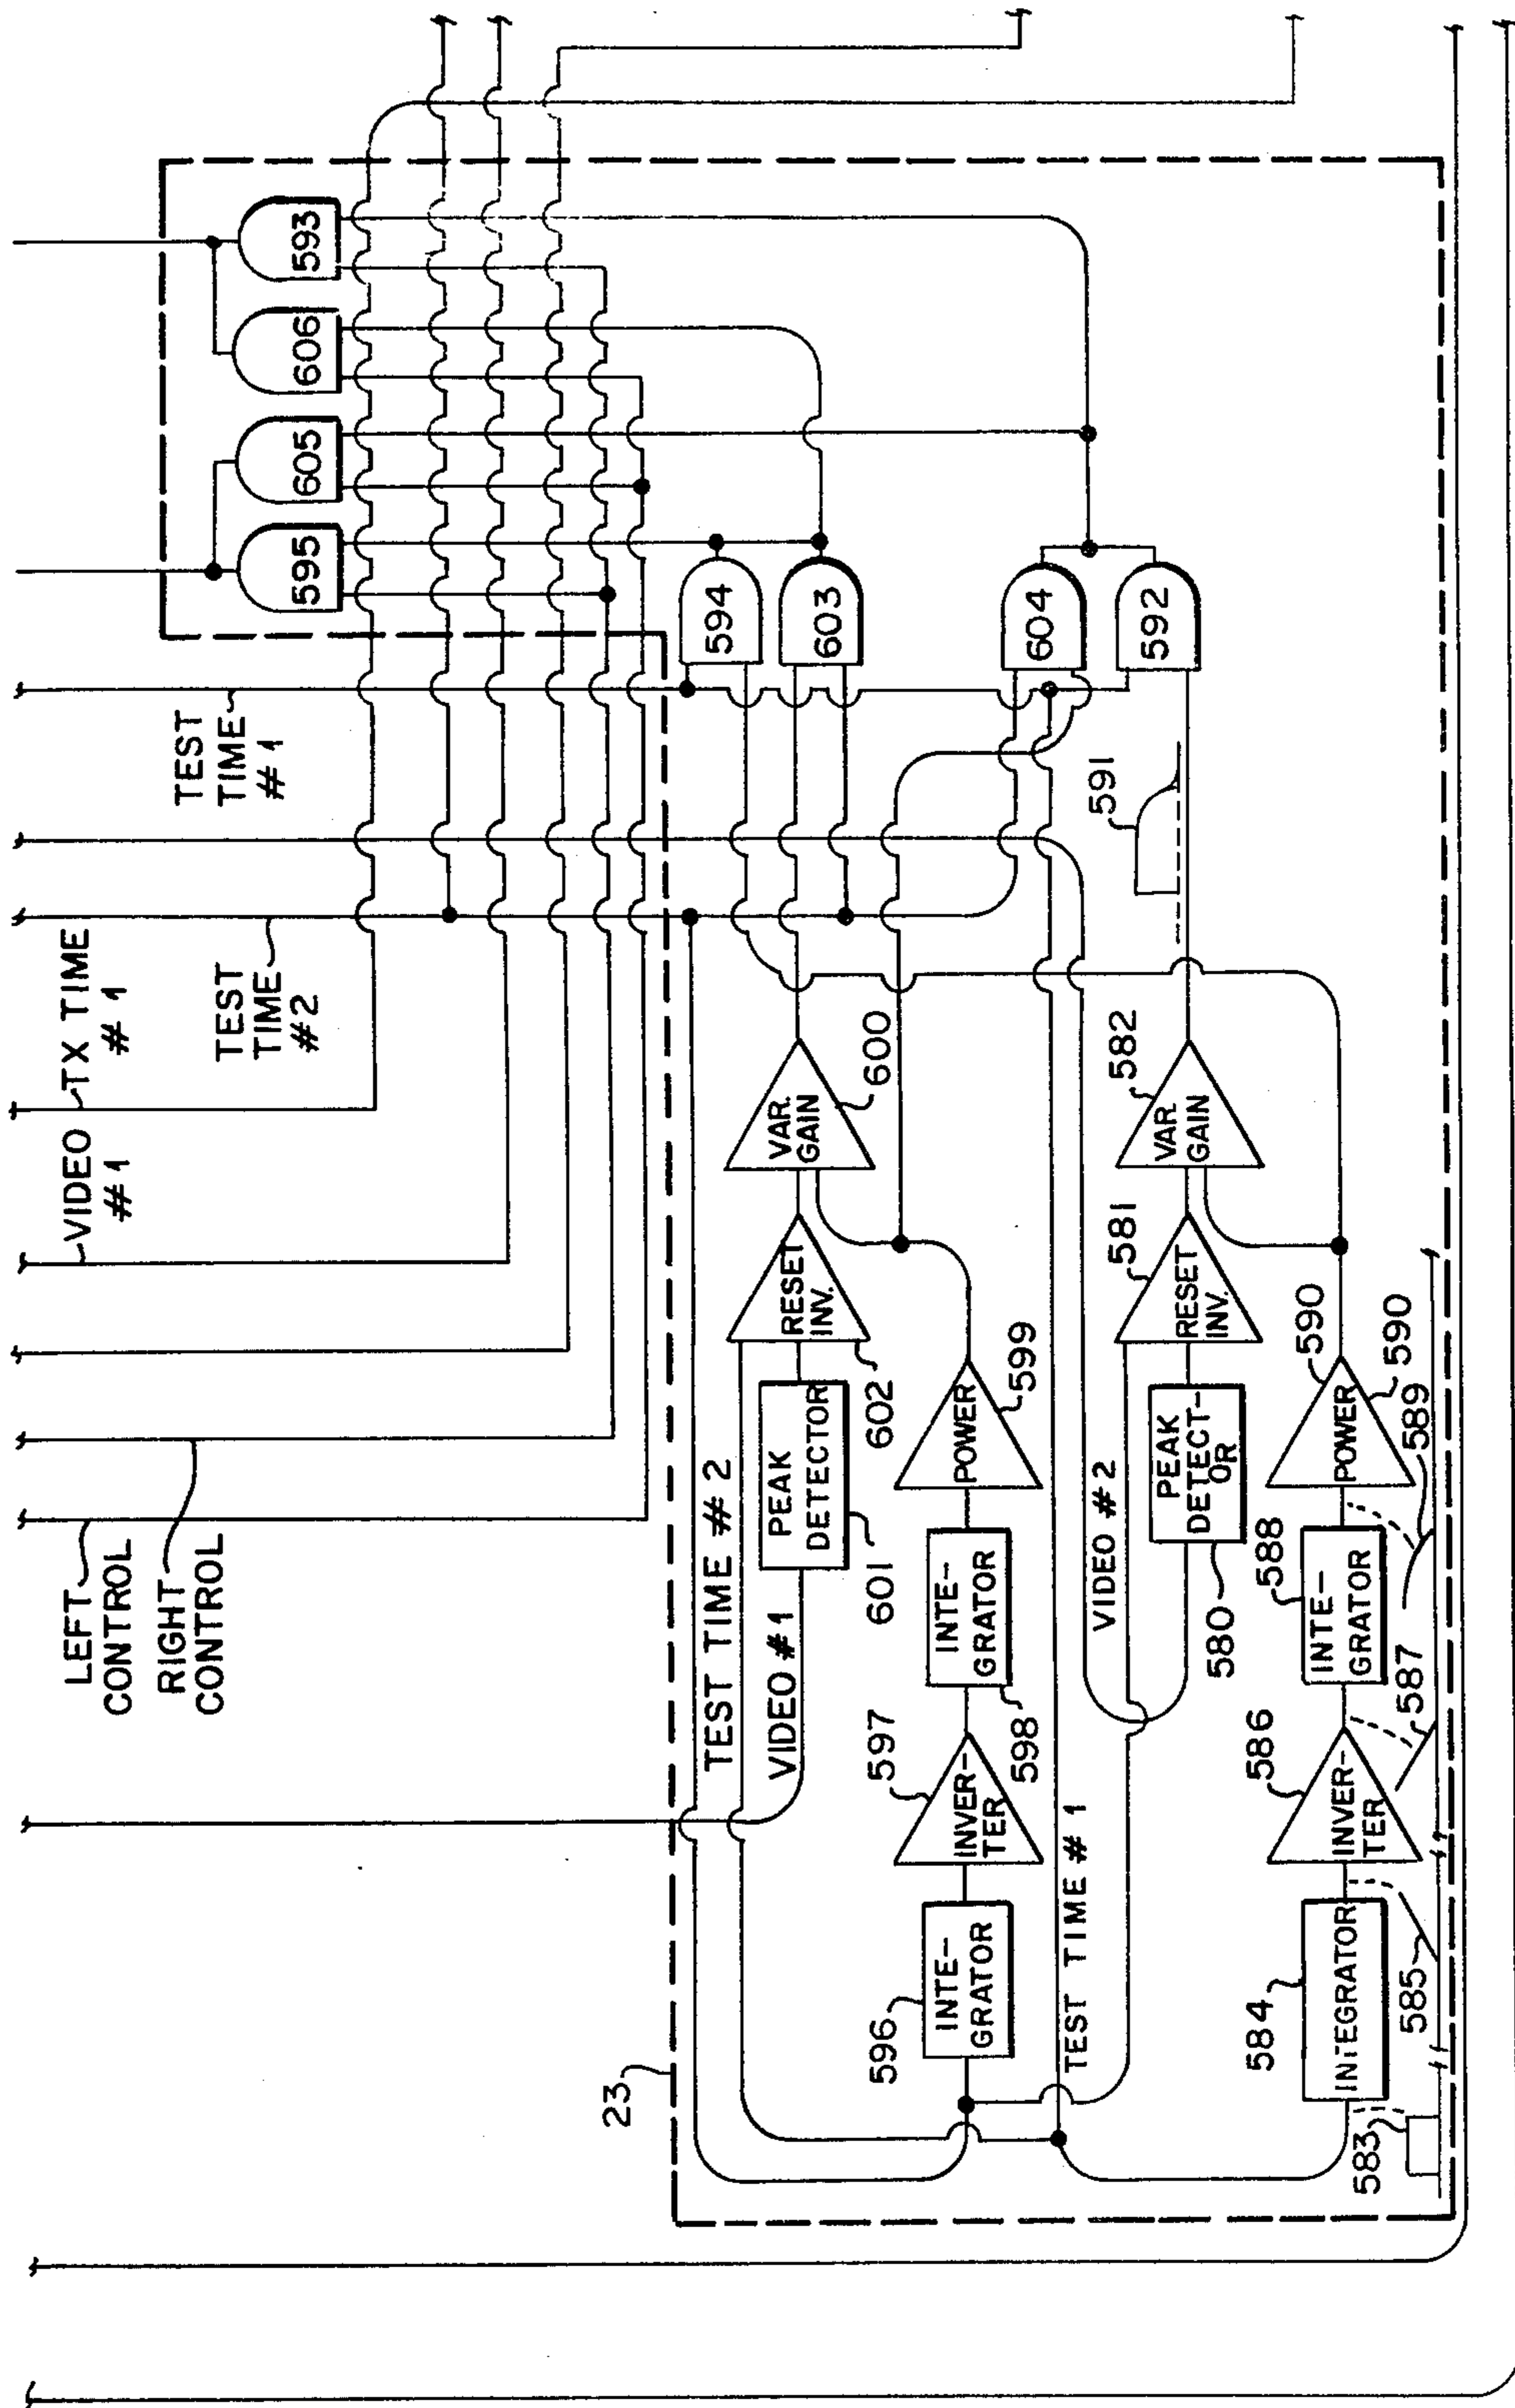 LEFT
CONTROL
RIGHT
CONTROL
VIDEO
#1
TX TIME
#1
TEST
TIME
#2
TEST
TIME
#1
595
605
606
593
23
TEST TIME #2
VIDEO #1
PEAK
DETECTOR
601
RESET
INV.
602
VAR.
GAIN
600
594
603
596
INTE-
GRATOR
597
INVER-
TER
INTE-
GRATOR
598
POWER
599
604
592
TEST TIME #1
VIDEO #2
PEAK
DETECT-
OR
580
RESET
INV.
581
VAR.
GAIN
582
591
584
INTEGRATOR
583
585
586
INVER-
TER
587
588
INTE-
GRATOR
589
590
POWER
590